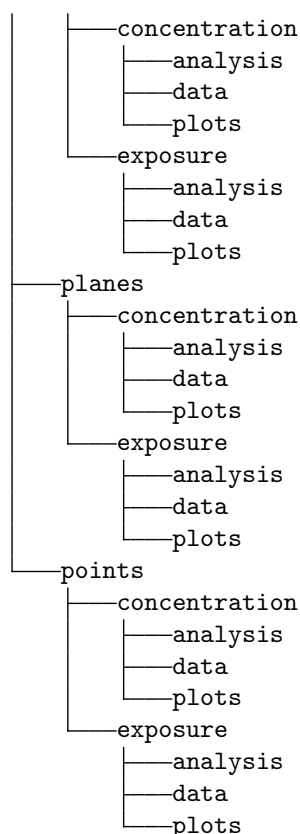 concentration
analysis
data
plots
exposure
analysis
data
plots
planes
concentration
analysis
data
plots
exposure
analysis
data
plots
points
concentration
analysis
data
plots
exposure
analysis
data
plots